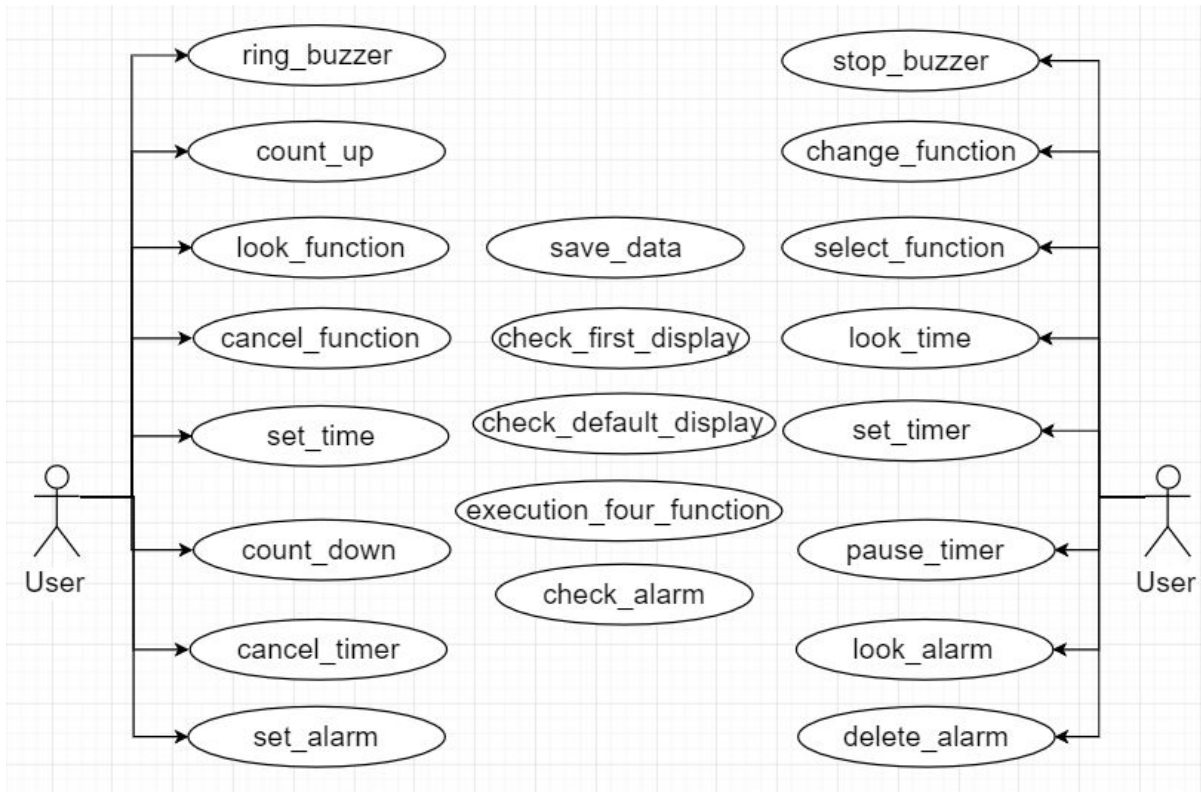 ring_buzzer
stop_buzzer
count_up
change_function
look_function
save_data
select_function
cancel_function
check_first_display
look_time
set_time
check_default_display
set_timer
execution_four_function
count_down
pause_timer
User
User
check_alarm
cancel_timer
look_alarm
set_alarm
delete_alarm